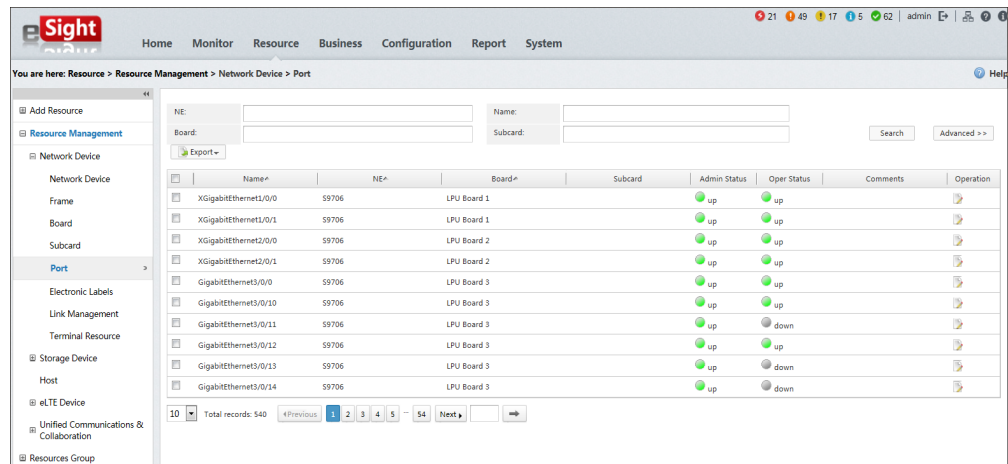 eSight
21 49 17 5 62 admin
Home Monitor Resource Business Configuration Report System
You are here: Resource > Resource Management > Network Device > Port
Help
Add Resource
Resource Management
Network Device
Network Device
Frame
Board
Subcard
Port >
Electronic Labels
Link Management
Terminal Resource
Storage Device
Host
eLTE Device
Unified Communications &
Collaboration
Resources Group
NE: Name:
Board: Subcard: Search Advanced >>
Export
Name NE Board Subcard Admin Status Oper Status Comments Operation
XGigabitEthernet1/0/0 S9706 LPU Board 1 up up
XGigabitEthernet1/0/1 S9706 LPU Board 1 up up
XGigabitEthernet2/0/0 S9706 LPU Board 2 up up
XGigabitEthernet2/0/1 S9706 LPU Board 2 up up
GigabitEthernet3/0/0 S9706 LPU Board 3 up up
GigabitEthernet3/0/10 S9706 LPU Board 3 up up
GigabitEthernet3/0/11 S9706 LPU Board 3 up down
GigabitEthernet3/0/12 S9706 LPU Board 3 up up
GigabitEthernet3/0/13 S9706 LPU Board 3 up down
GigabitEthernet3/0/14 S9706 LPU Board 3 up down
10 Total records: 540 Previous 1 2 3 4 5 ... 54 Next